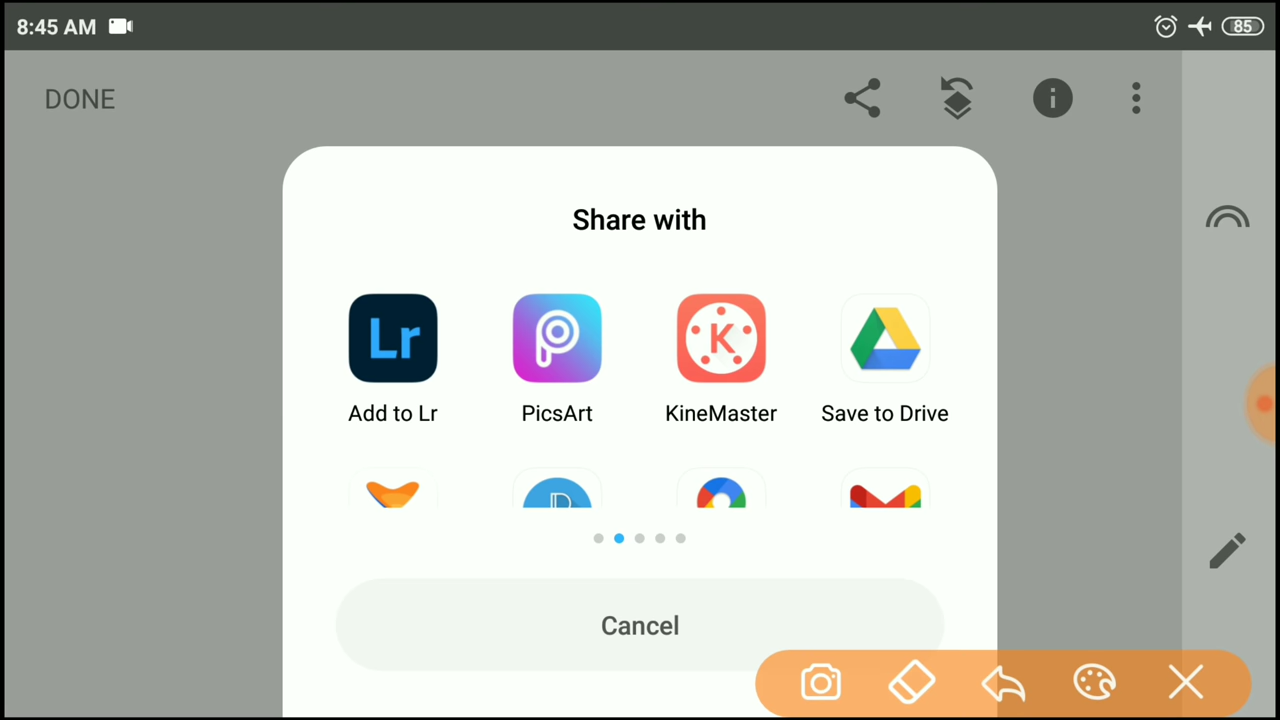 8:45 AM 85
DONE
Share with
Lr P K
Add to Lr PicsArt KineMaster Save to Drive
Cancel